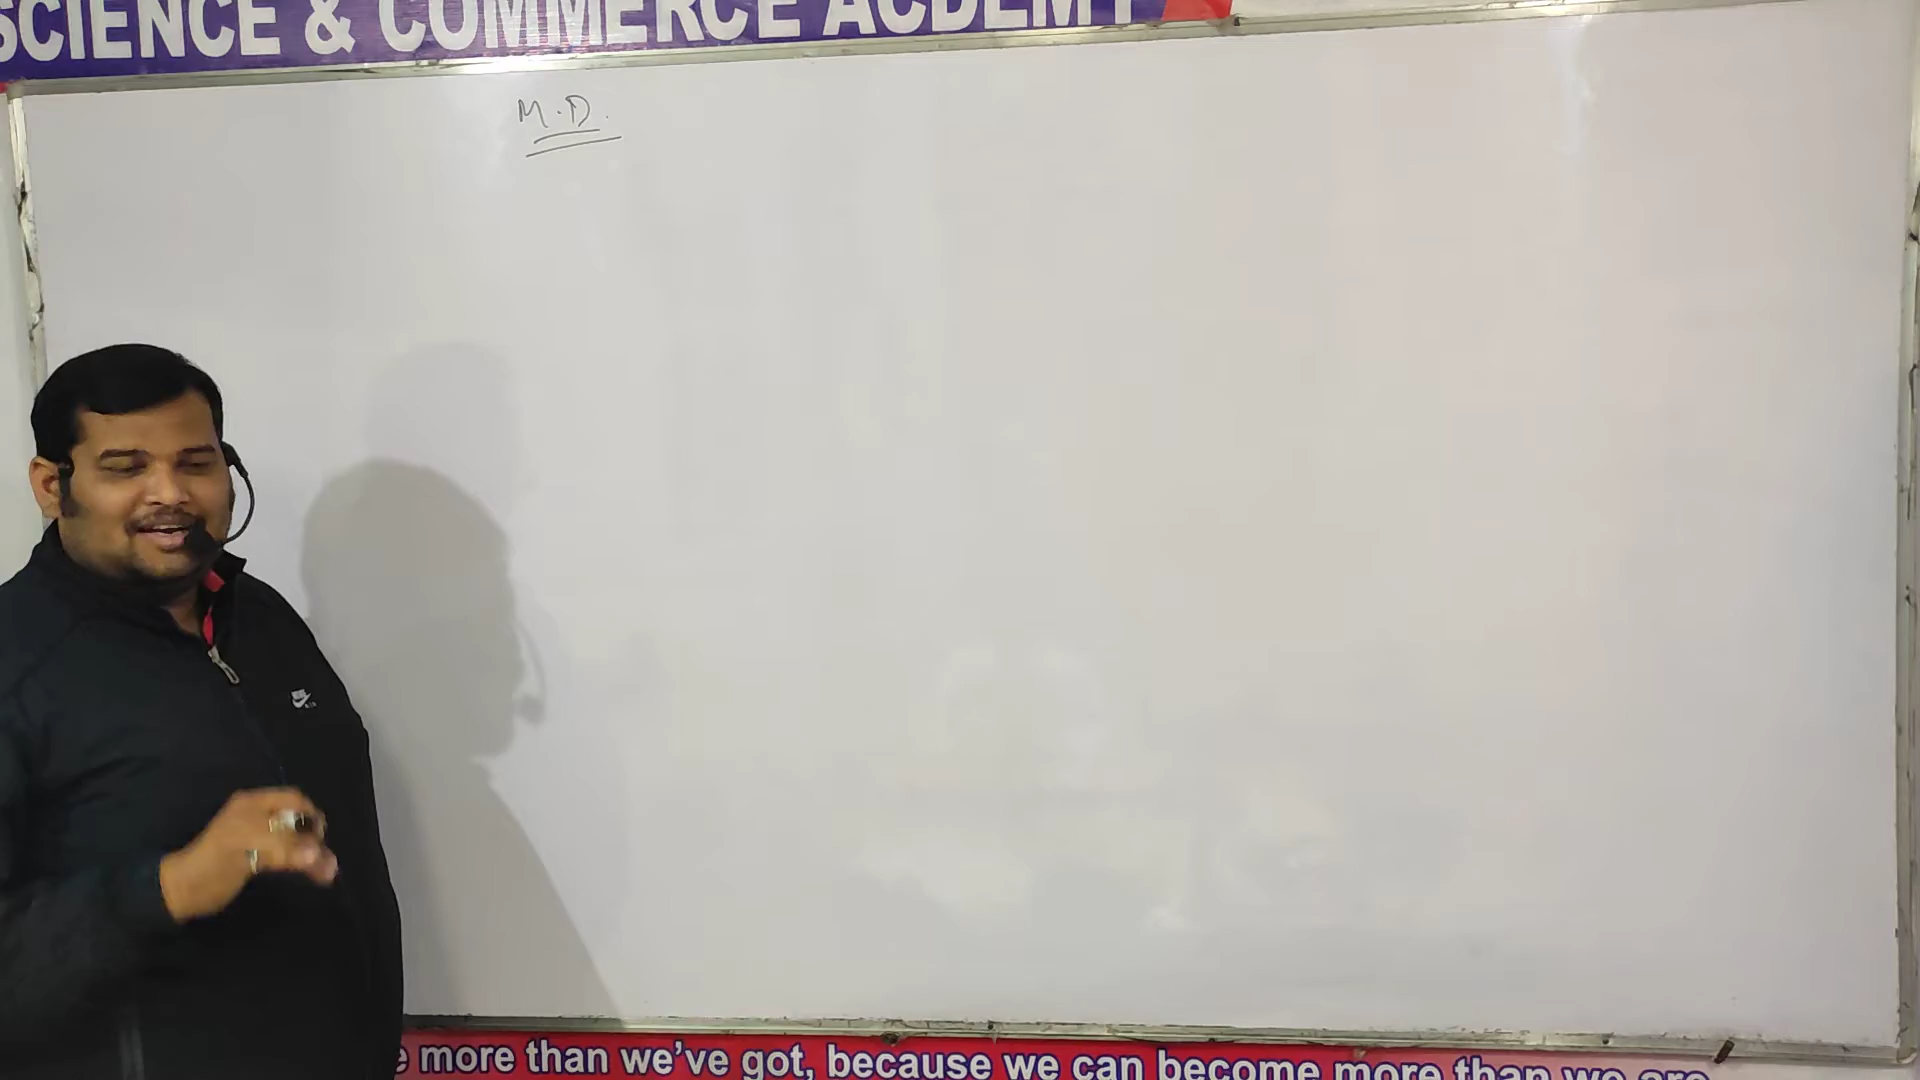 SCIENCE & COMMERCE ACDEMY
M.D.
more than we've got, because we can become more than we are